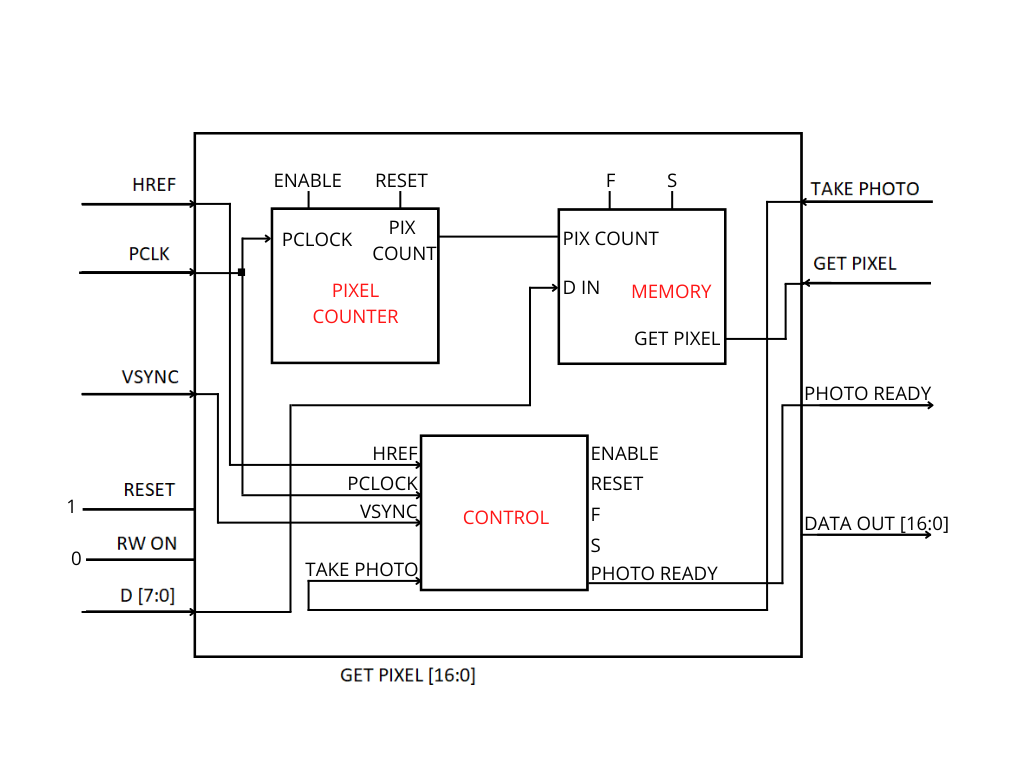 HREF
PCLK
VSYNC
RESET
1
RW ON
0
D [7:0]
ENABLE
RESET
PCLOCK
PIX
COUNT
PIXEL
COUNTER
F
S
PIX COUNT
D IN
MEMORY
GET PIXEL
HREF
PCLOCK
VSYNC
TAKE PHOTO
CONTROL
ENABLE
RESET
F
S
PHOTO READY
TAKE PHOTO
GET PIXEL
PHOTO READY
DATA OUT [16:0]
GET PIXEL [16:0]